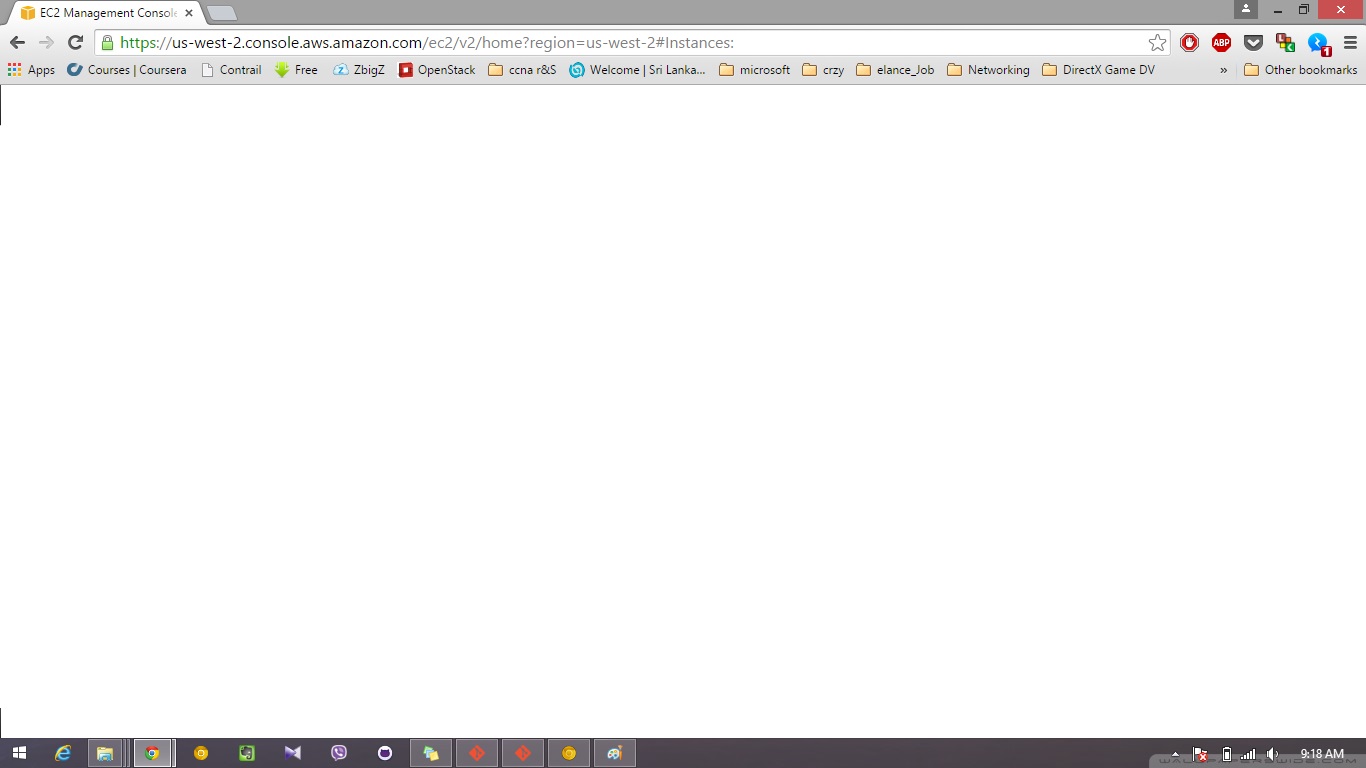 EC2 Management Console
https://us-west-2.console.aws.amazon.com/ec2/v2/home?region=us-west-2#Instances:
ABP
1
Apps Courses | Coursera Contrail Free ZbigZ OpenStack ccna r&S Welcome | Sri Lanka... microsoft crzy elance_Job Networking DirectX Game DV » Other bookmarks
9:18 AM